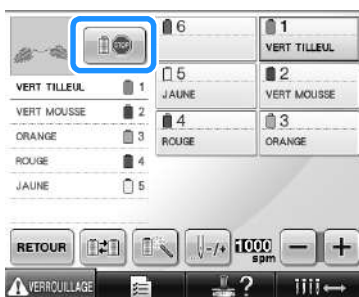 STOP
6
1
VERT TILLEUL
5
JAUNE
2
VERT MOUSSE
4
ROUGE
3
ORANGE
VERT TILLEUL 1
VERT MOUSSE 2
ORANGE 3
ROUGE 4
JAUNE 5
RETOUR
-/+
1000
spm
− +
VERROUILLAGE
?